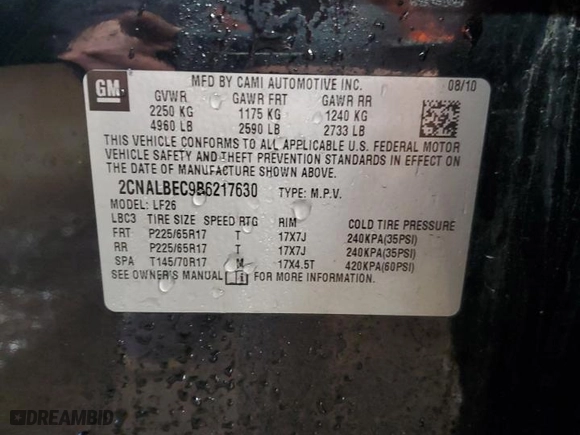 GM
MFD BY CAMI AUTOMOTIVE INC. 08/10
GVWR GAWR FRT GAWR RR
2250 KG 1175 KG 1240 KG
4960 LB 2590 LB 2733 LB
THIS VEHICLE CONFORMS TO ALL APPLICABLE U.S. FEDERAL MOTOR
VEHICLE SAFETY AND THEFT PREVENTION STANDARDS IN EFFECT ON
THE DATE OF MANUFACTURE SHOWN ABOVE.
2CNALBEC9B6217630 TYPE: M.P.V.
MODEL: LF26
LBC3 TIRE SIZE SPEED RTG RIM COLD TIRE PRESSURE
FRT P225/65R17 T 17X7J 240KPA(35PSI)
RR P225/65R17 T 17X7J 240KPA(35PSI)
SPA T145/70R17 M 17X4.5T 420KPA(60PSI)
SEE OWNER'S MANUAL FOR MORE INFORMATION.
DREAMBID